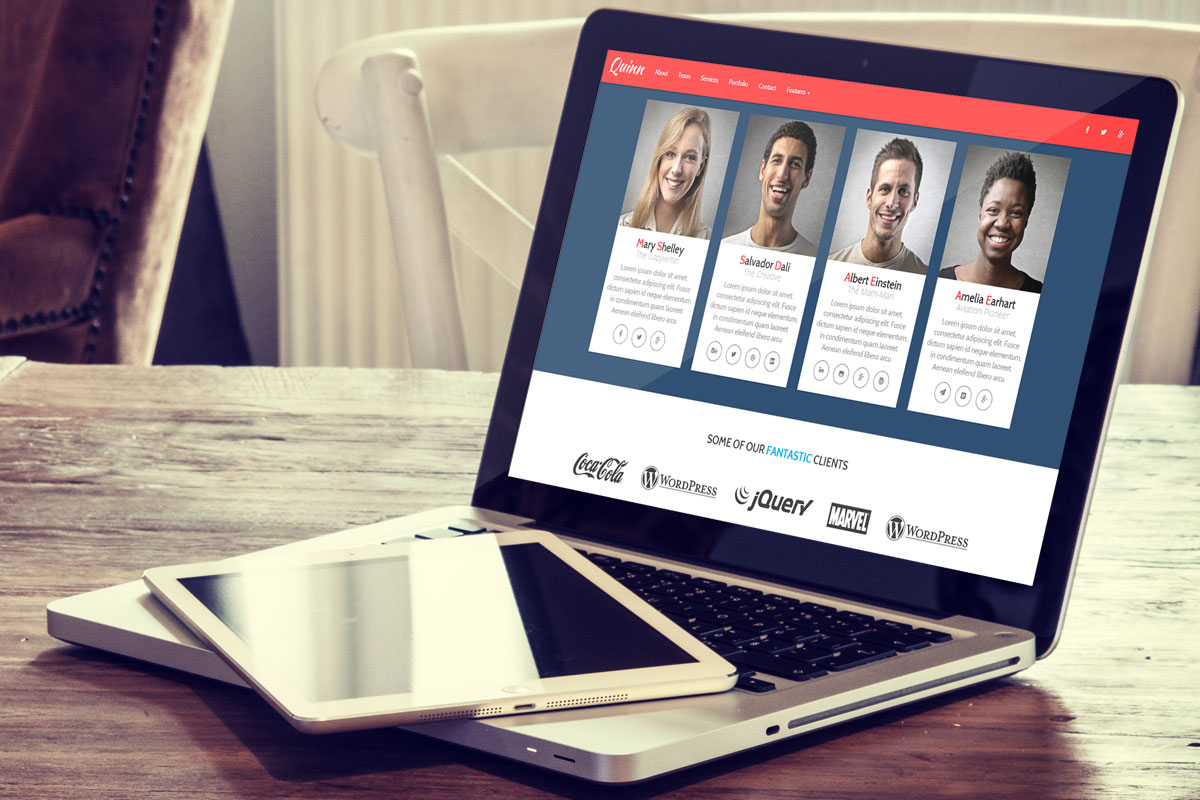 Quinn About Team Services Portfolio Contact Features
Mary Shelley
The Copywriter
Lorem ipsum dolor sit amet,
consectetur adipiscing elit. Fusce
dictum sapien id neque elementum,
in condimentum quam laoreet
Aenean eleifend libero arcu.
Salvador Dali
The Creative
Lorem ipsum dolor sit amet,
consectetur adipiscing elit. Fusce
dictum sapien id neque elementum,
in condimentum quam laoreet
Aenean eleifend libero arcu.
Albert Einstein
The Math-Man
Lorem ipsum dolor sit amet,
consectetur adipiscing elit. Fusce
dictum sapien id neque elementum,
in condimentum quam laoreet
Aenean eleifend libero arcu.
Amelia Earhart
Aviation Pioneer
Lorem ipsum dolor sit amet,
consectetur adipiscing elit. Fusce
dictum sapien id neque elementum,
in condimentum quam laoreet
Aenean eleifend libero arcu.
SOME OF OUR FANTASTIC CLIENTS
Coca-Cola WORDPRESS jQuery MARVEL WORDPRESS